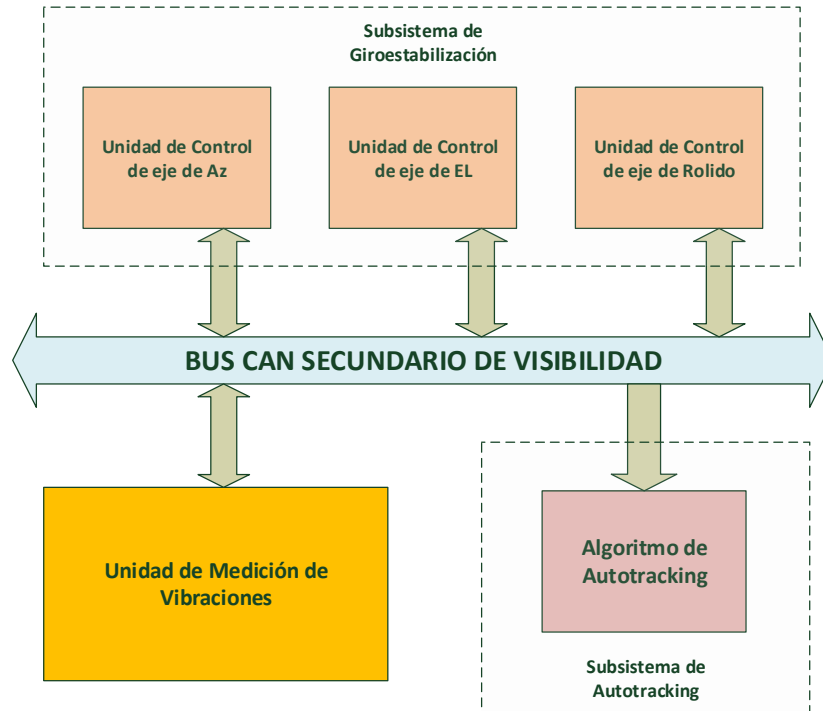 Subsistema de
Giroestabilización
Unidad de Control
de eje de Az
Unidad de Control
de eje de EL
Unidad de Control
de eje de Rolido
BUS CAN SECUNDARIO DE VISIBILIDAD
Unidad de Medición de
Vibraciones
Algoritmo de
Autotracking
Subsistema de
Autotracking